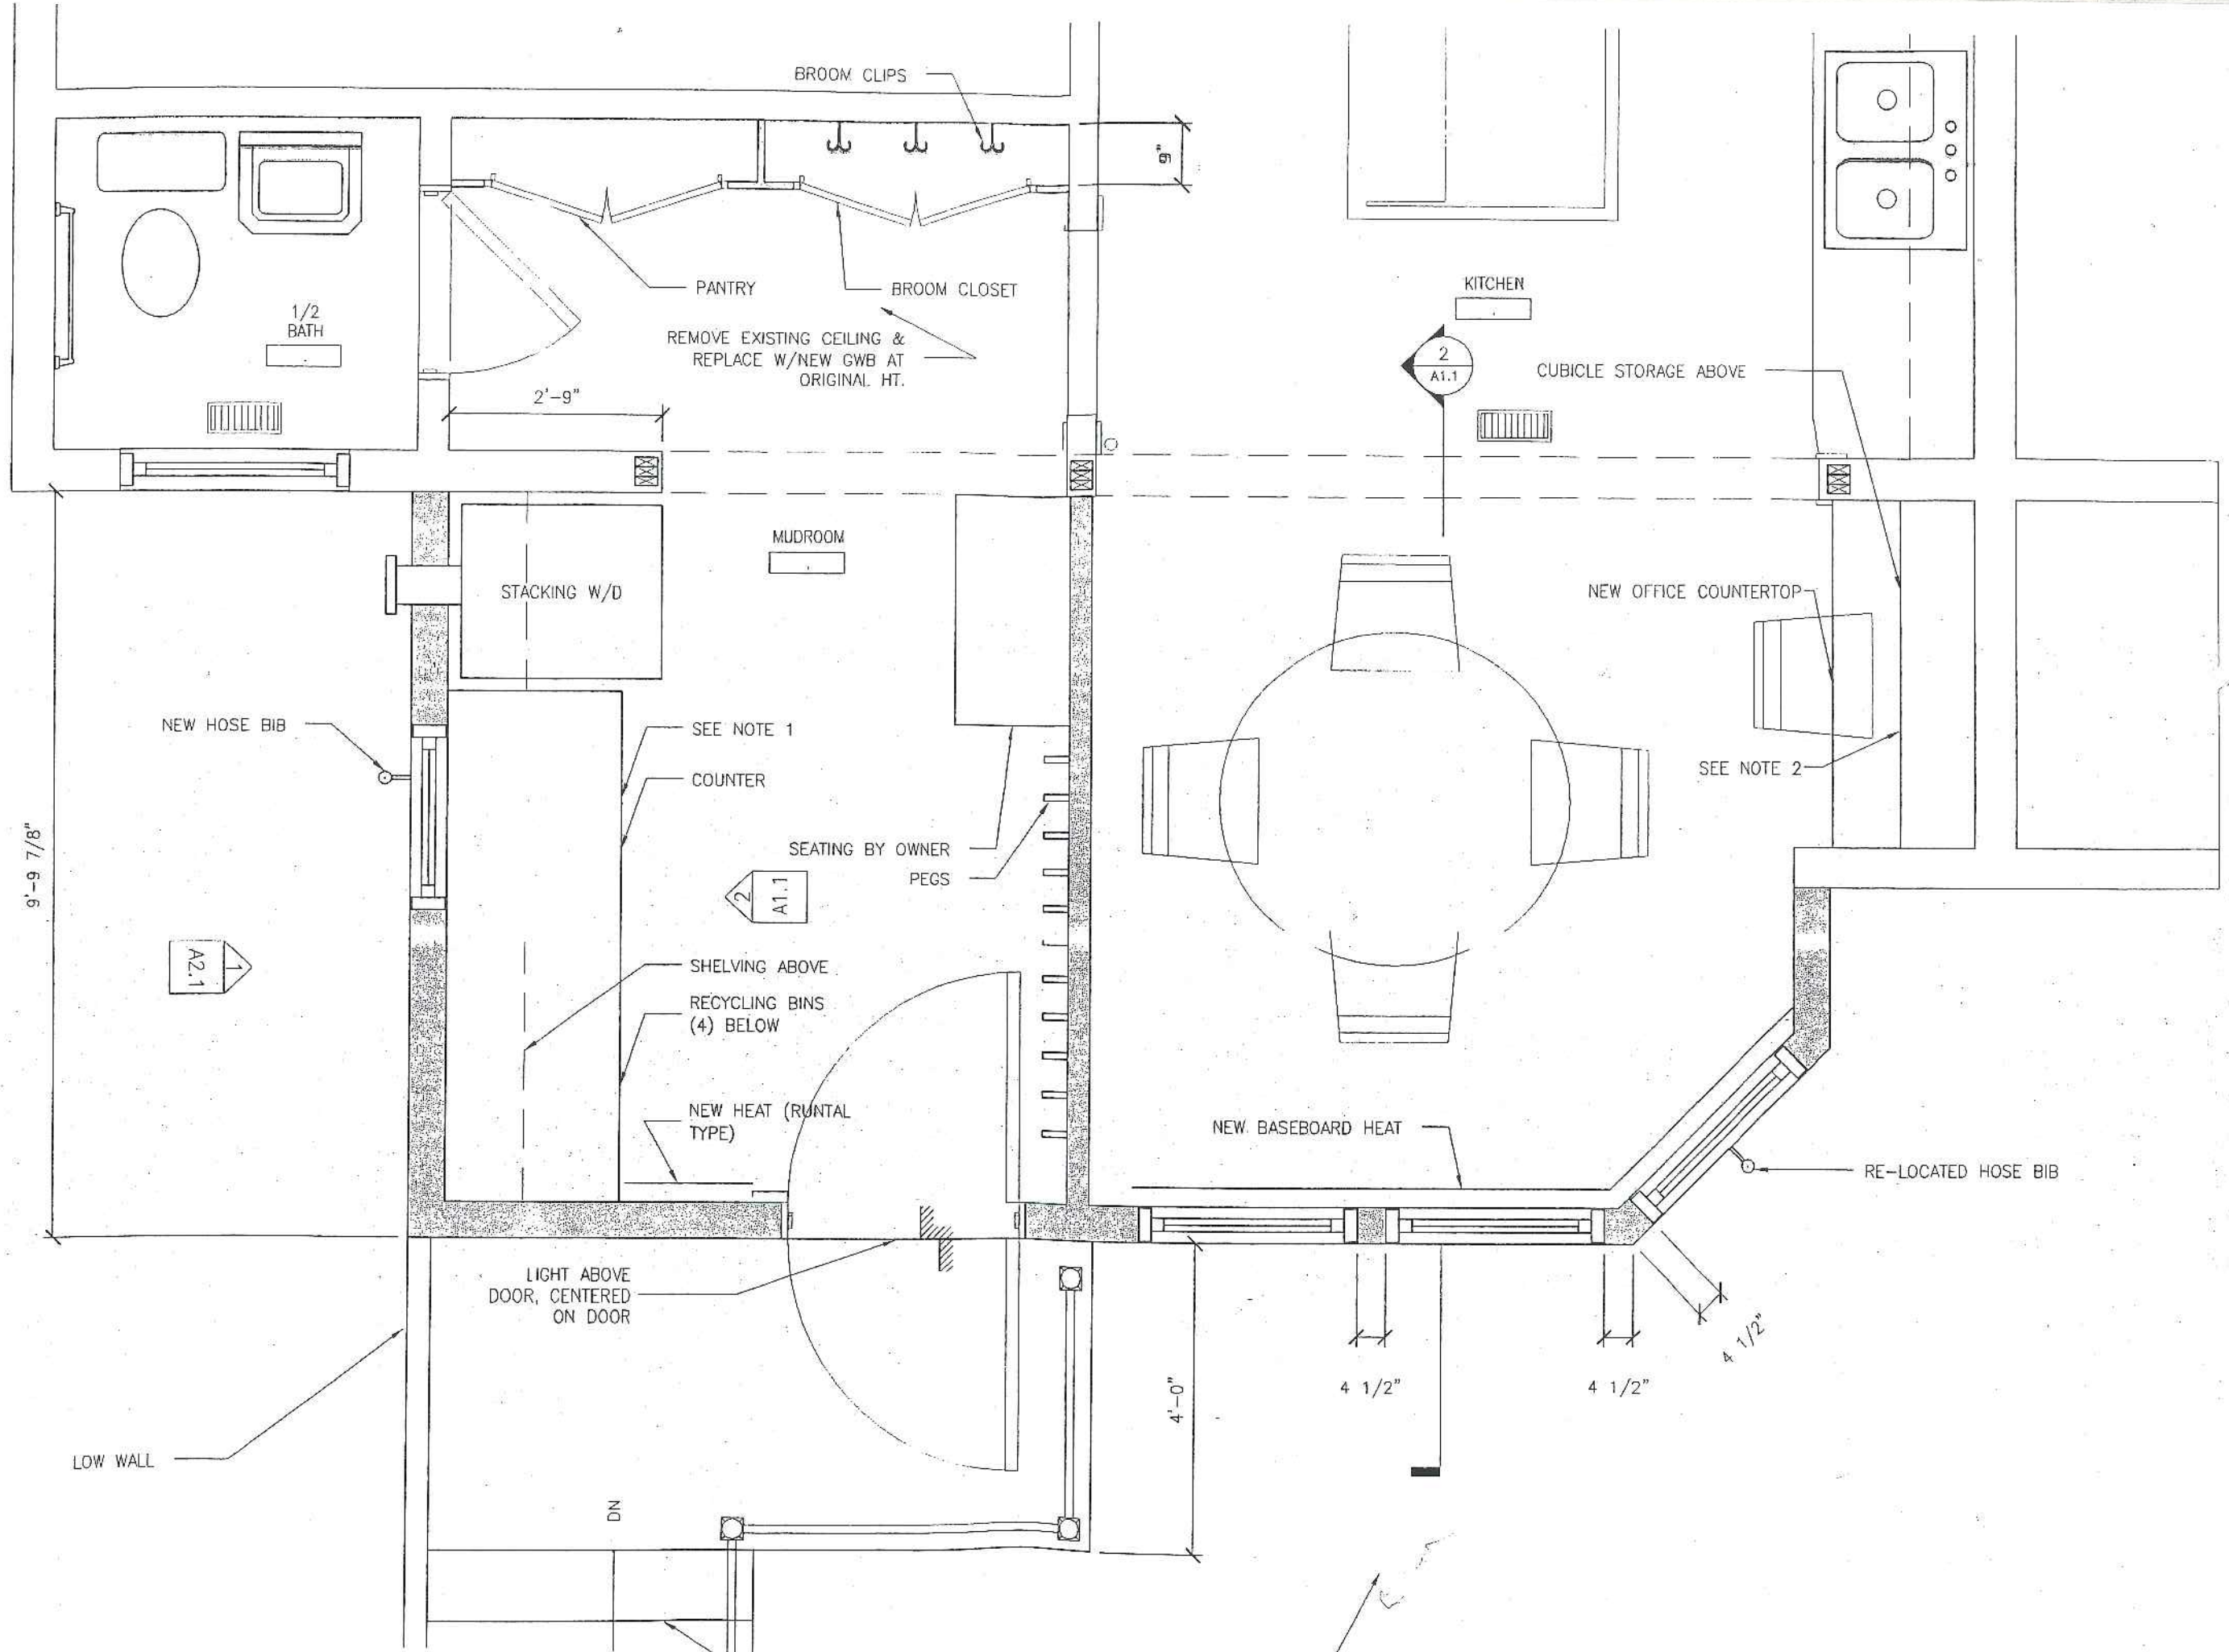 BROOM CLIPS
9"
PANTRY
BROOM CLOSET
KITCHEN
1/2
BATH
REMOVE EXISTING CEILING &
REPLACE W/NEW GWB AT
ORIGINAL HT.
2
A1.1
CUBICLE STORAGE ABOVE
2'-9"
MUDROOM
STACKING W/D
NEW OFFICE COUNTERTOP
NEW HOSE BIB
SEE NOTE 1
COUNTER
SEE NOTE 2
9'-9 7/8"
SEATING BY OWNER
PEGS
2
A1.1
1
A2.1
SHELVING ABOVE
RECYCLING BINS
(4) BELOW
NEW HEAT (RUNTAL
TYPE)
NEW BASEBOARD HEAT
RE-LOCATED HOSE BIB
LIGHT ABOVE
DOOR, CENTERED
ON DOOR
4 1/2"
4 1/2"
4 1/2"
4'-0"
LOW WALL
DN